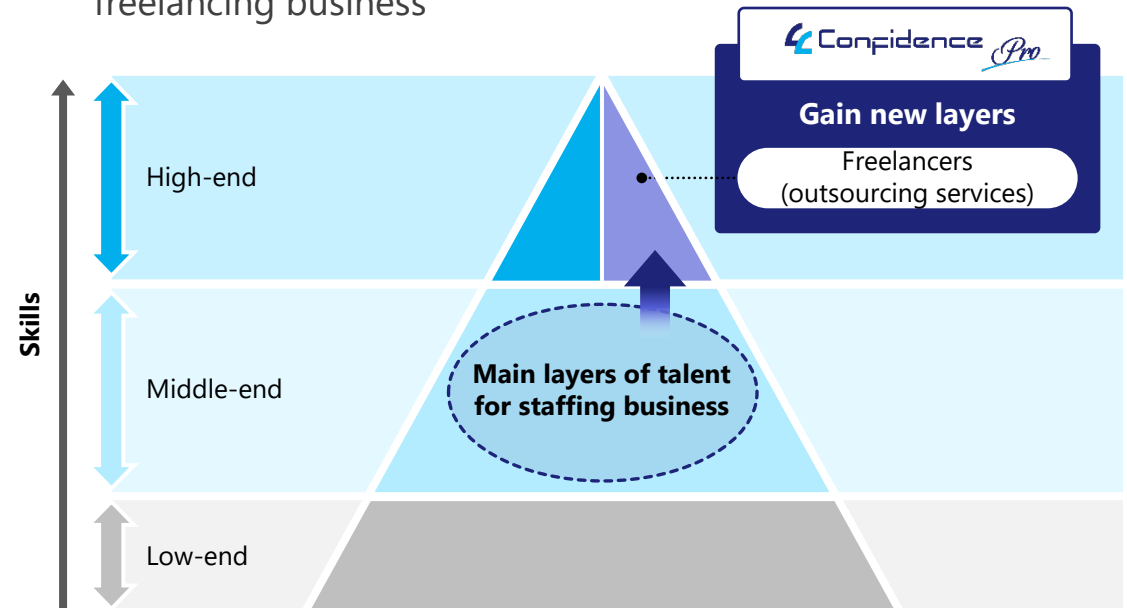 freelancing business
Confidence Pro
Gain new layers
Freelancers
(outsourcing services)
High-end
Skills
Main layers of talent
for staffing business
Middle-end
Low-end